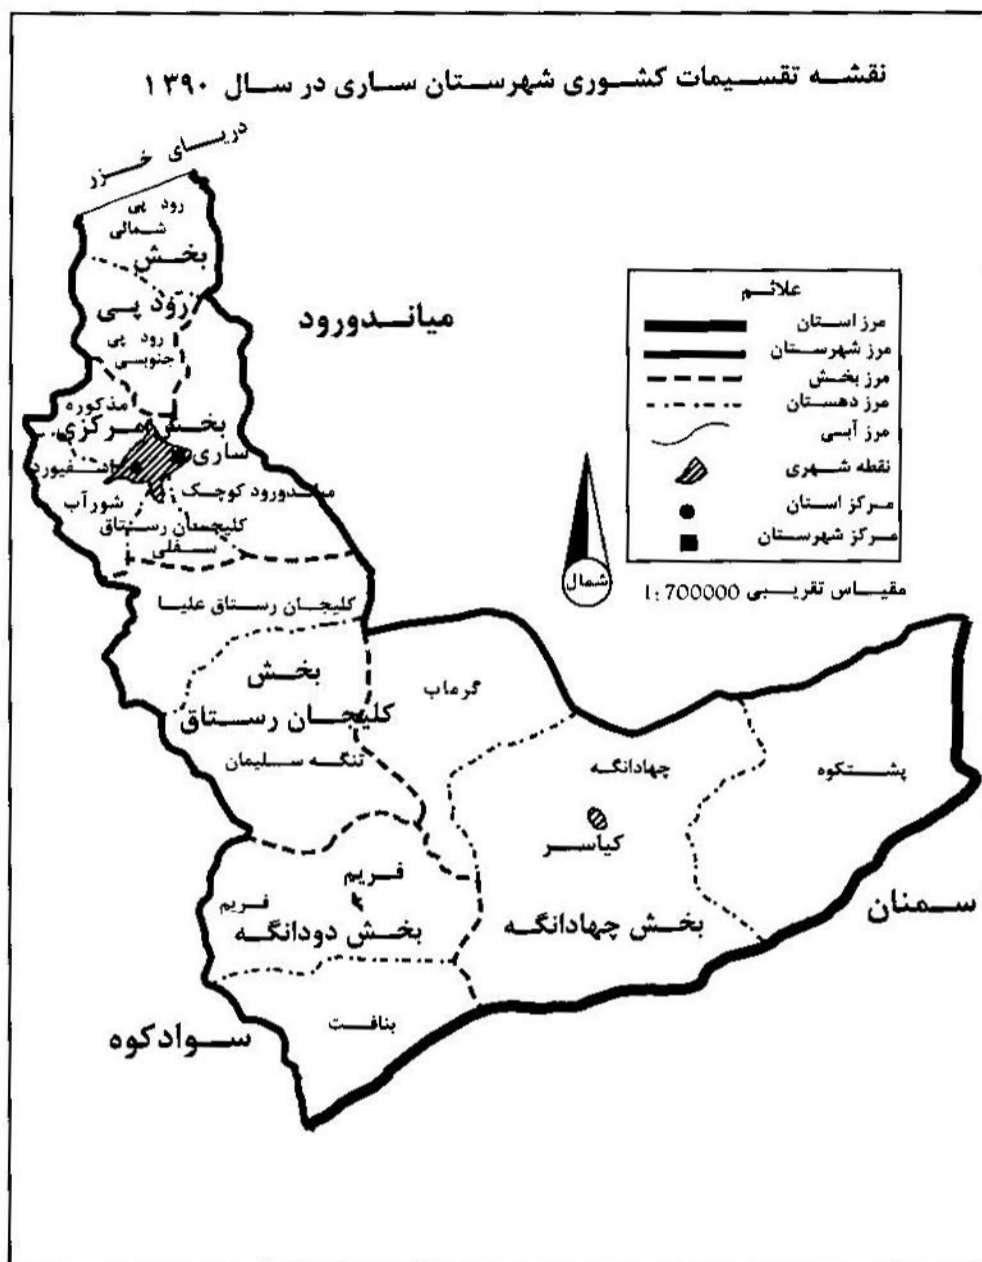 نقشه تقسیمات کشوری شهرستان ساری در سال ۱۳۹۰
دریای خزر
رود پی
شمالی
بخش
رود پی
رود پی
جنوبی
میاندورود
مذکوره
بخش مرکزی
ساری
اسفیورد
شورآب
میاندورود کوچک
کلیجان رستاق
سفلی
کلیجان رستاق علیا
بخش
کلیجان رستاق
تنگه سلیمان
گرماب
چهادانگه
پشتکوه
کیاسر
فریم
فریم
بخش دودانگه
بخش چهادانگه
سمنان
بنافت
سوادکوه
علائم
مرز استان
مرز شهرستان
مرز بخش
مرز دهستان
مرز آبی
نقطه شهری
مرکز استان
مرکز شهرستان
شمال
مقیاس تقریبی 1:700000